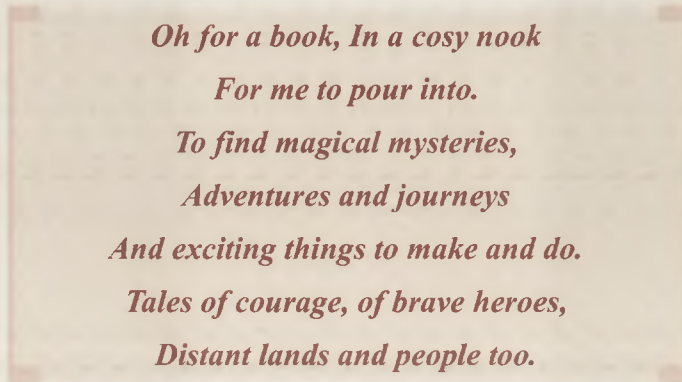 Oh for a book, In a cosy nook
For me to pour into.
To find magical mysteries,
Adventures and journeys
And exciting things to make and do.
Tales of courage, of brave heroes,
Distant lands and people too.